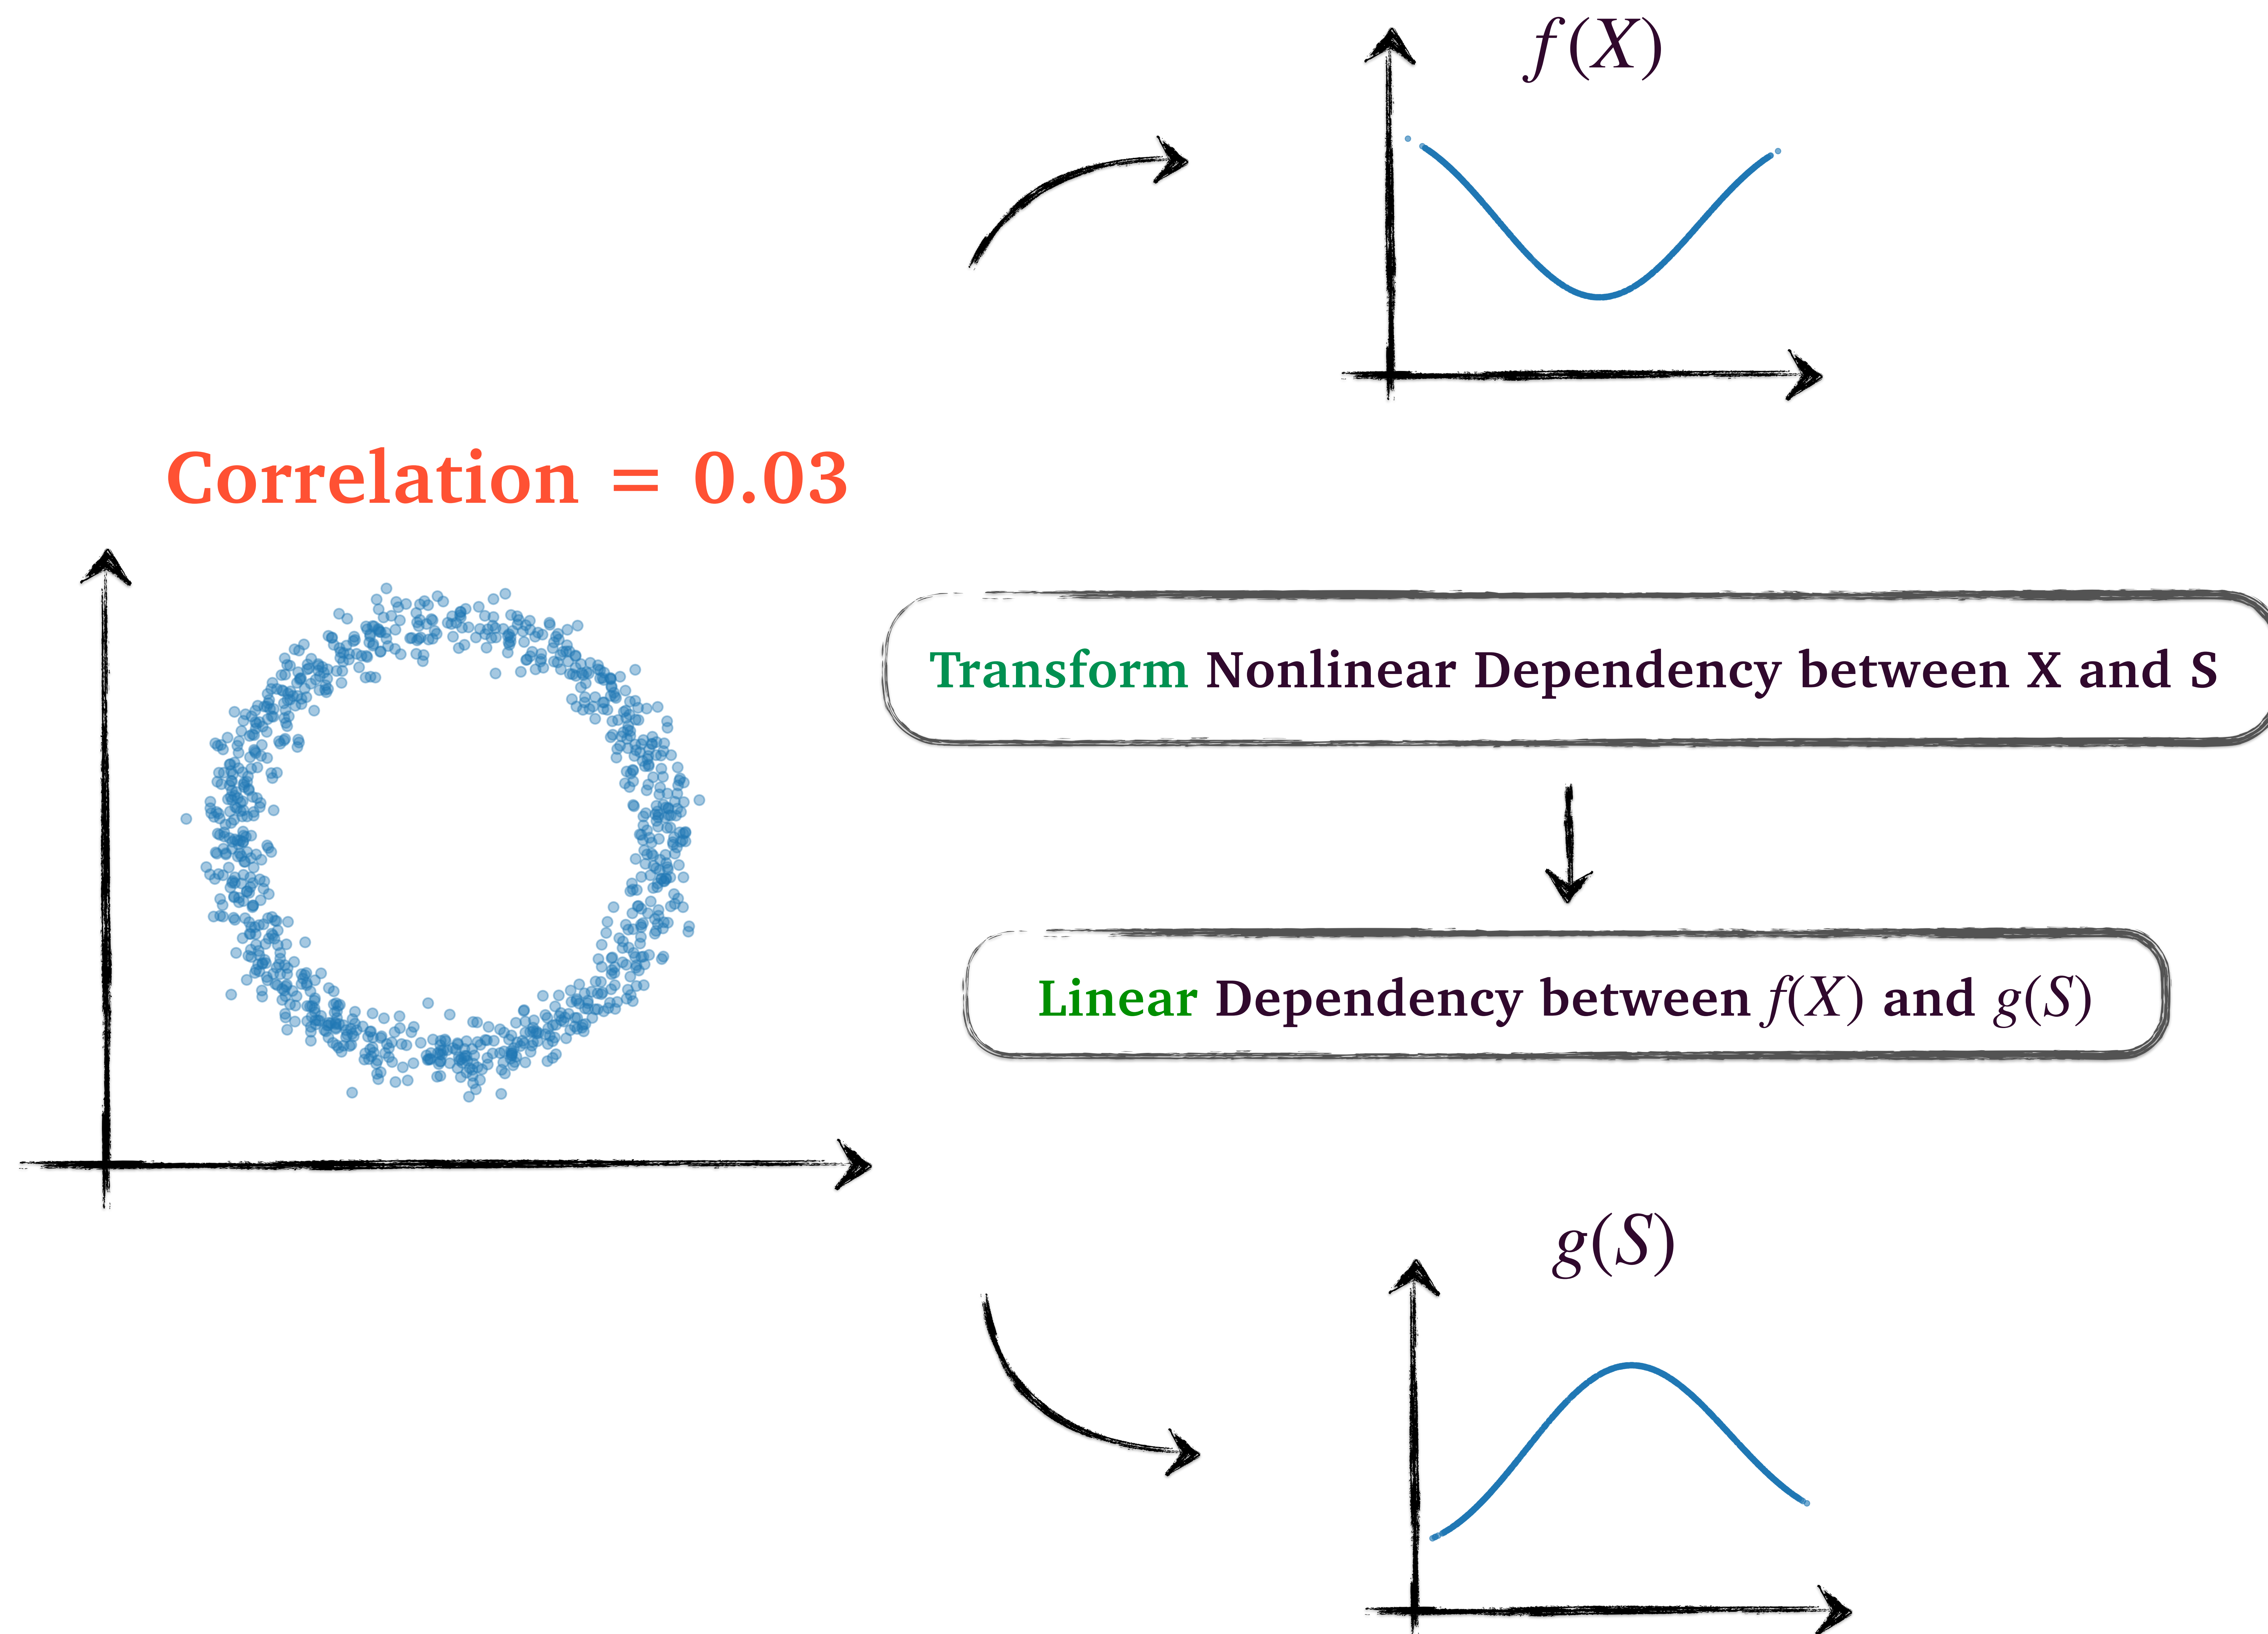 f(X)
Correlation = 0.03
Transform Nonlinear Dependency between X and S
Linear Dependency between f(X) and g(S)
g(S)